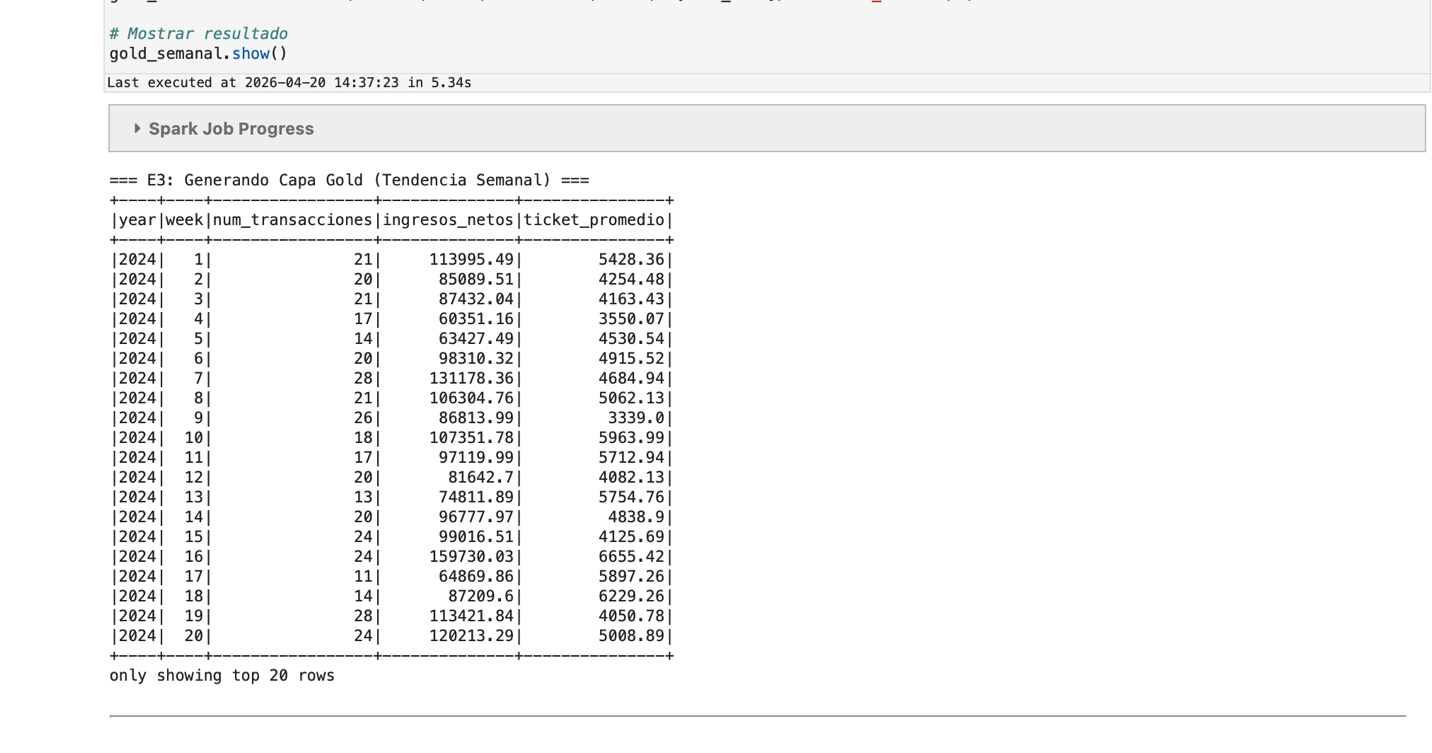 # Mostrar resultado
gold_semanal.show()
Last executed at 2026-04-20 14:37:23 in 5.34s
Spark Job Progress
=== E3: Generando Capa Gold (Tendencia Semanal) ===
+----+----+-----------------+--------------+---------------+
|year|week|num_transacciones|ingresos_netos|ticket_promedio|
+----+----+-----------------+--------------+---------------+
|2024|   1|               21|     113995.49|        5428.36|
|2024|   2|               20|      85089.51|        4254.48|
|2024|   3|               21|      87432.04|        4163.43|
|2024|   4|               17|      60351.16|        3550.07|
|2024|   5|               14|      63427.49|        4530.54|
|2024|   6|               20|      98310.32|        4915.52|
|2024|   7|               28|     131178.36|        4684.94|
|2024|   8|               21|     106304.76|        5062.13|
|2024|   9|               26|      86813.99|         3339.0|
|2024|  10|               18|     107351.78|        5963.99|
|2024|  11|               17|      97119.99|        5712.94|
|2024|  12|               20|       81642.7|        4082.13|
|2024|  13|               13|      74811.89|        5754.76|
|2024|  14|               20|      96777.97|         4838.9|
|2024|  15|               24|      99016.51|        4125.69|
|2024|  16|               24|     159730.03|        6655.42|
|2024|  17|               11|      64869.86|        5897.26|
|2024|  18|               14|       87209.6|        6229.26|
|2024|  19|               28|     113421.84|        4050.78|
|2024|  20|               24|     120213.29|        5008.89|
+----+----+-----------------+--------------+---------------+
only showing top 20 rows